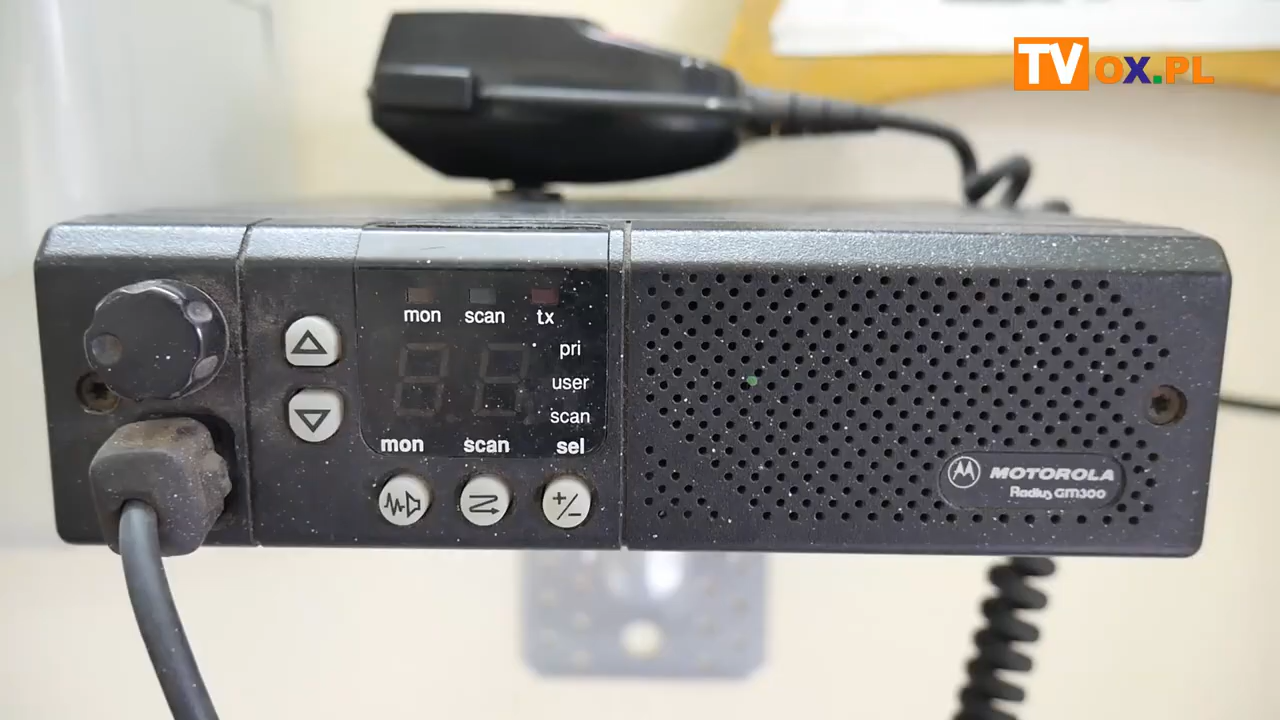 TVOX.PL
mon scan tx
pri
user
scan
mon scan sel
+/-
MOTOROLA
Radius GM300